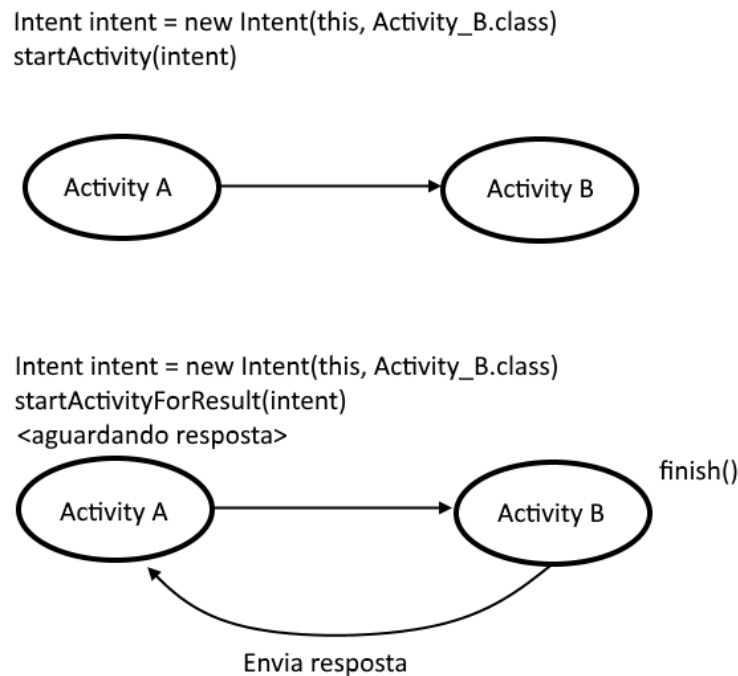 Intent intent = new Intent(this, Activity_B.class)
startActivity(intent)
Activity A
Activity B
Intent intent = new Intent(this, Activity_B.class)
startActivityForResult(intent)
<aguardando resposta>
finish()
Activity A
Activity B
Envia resposta